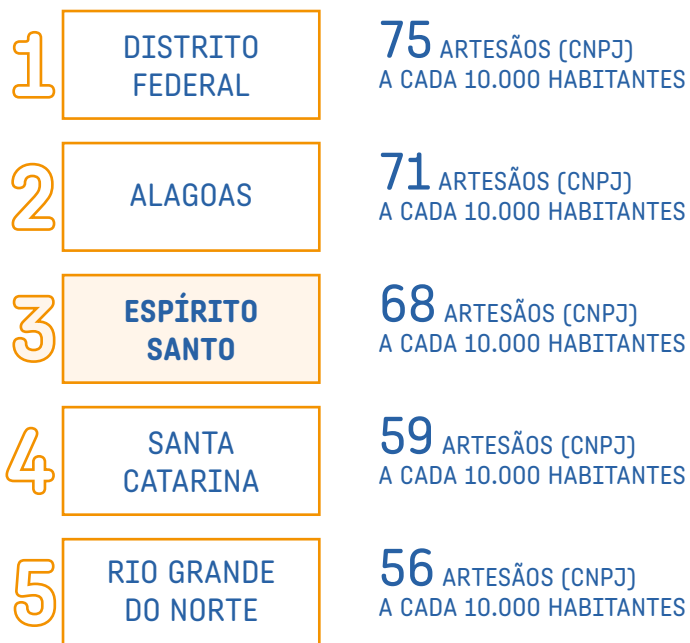 1
DISTRITO
FEDERAL
75 ARTESÃOS (CNPJ)
A CADA 10.000 HABITANTES
2
ALAGOAS
71 ARTESÃOS (CNPJ)
A CADA 10.000 HABITANTES
3
ESPÍRITO
SANTO
68 ARTESÃOS (CNPJ)
A CADA 10.000 HABITANTES
4
SANTA
CATARINA
59 ARTESÃOS (CNPJ)
A CADA 10.000 HABITANTES
5
RIO GRANDE
DO NORTE
56 ARTESÃOS (CNPJ)
A CADA 10.000 HABITANTES